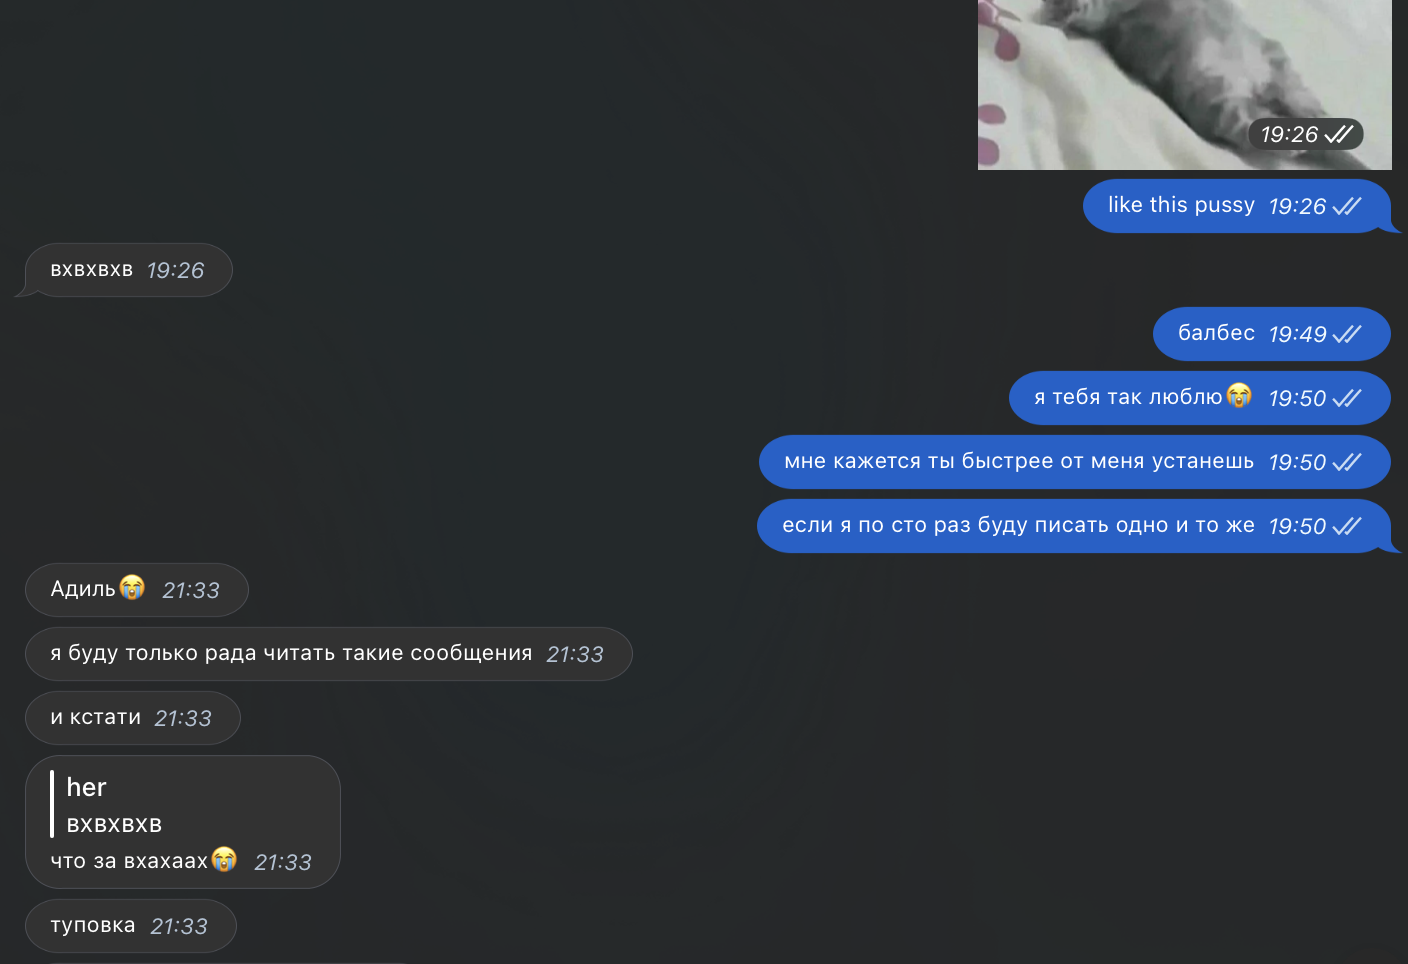 19:26
like this pussy 19:26
вхвхвхв 19:26
балбес 19:49
я тебя так люблю😭 19:50
мне кажется ты быстрее от меня устанешь 19:50
если я по сто раз буду писать одно и то же 19:50
Адиль😭 21:33
я буду только рада читать такие сообщения 21:33
и кстати 21:33
her
вхвхвхв
что за вхахаах😭 21:33
туповка 21:33